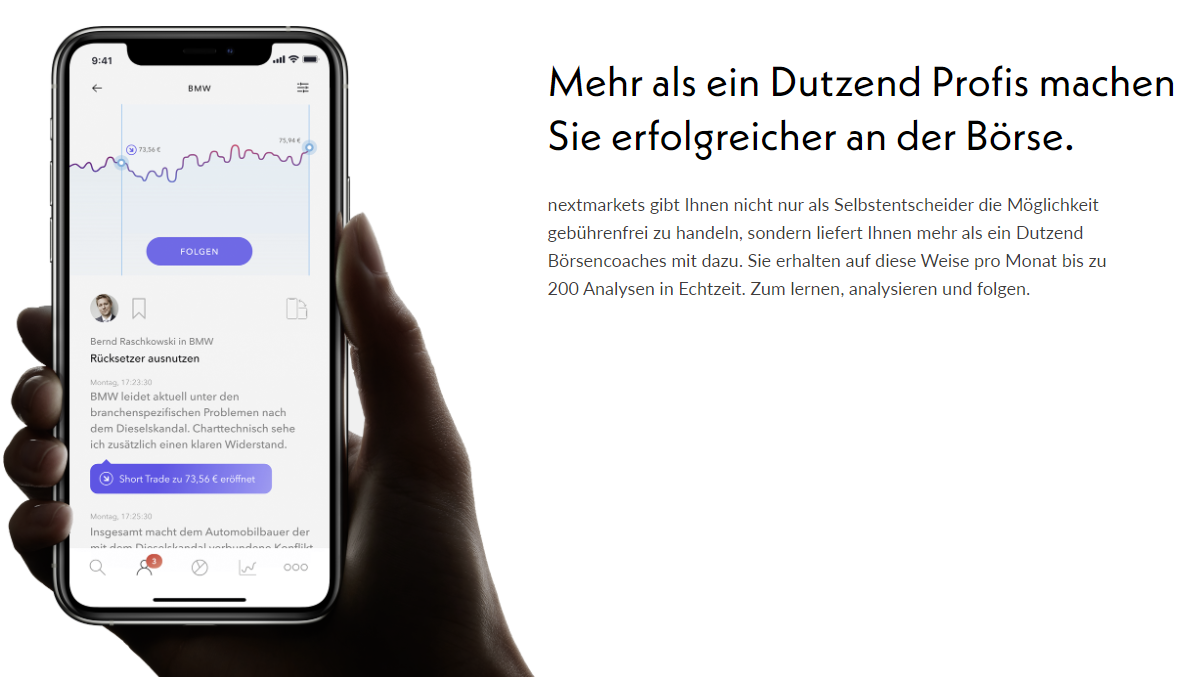 9:41
BMW
73,56 €
75,94 €
FOLGEN
Bernd Raschkowski in BMW
Rücksetzer ausnutzen
Montag, 17:23:30
BMW leidet aktuell unter den
branchenspezifischen Problemen nach
dem Dieselskandal. Charttechnisch sehe
ich zusätzlich einen klaren Widerstand.
Short Trade zu 73,56 € eröffnet
Montag, 17:25:30
Insgesamt macht dem Automobilbauer der
mit dem Dieselskandal verbundene Konflikt
3
Mehr als ein Dutzend Profis machen
Sie erfolgreicher an der Börse.
nextmarkets gibt Ihnen nicht nur als Selbstentscheider die Möglichkeit
gebührenfrei zu handeln, sondern liefert Ihnen mehr als ein Dutzend
Börsencoaches mit dazu. Sie erhalten auf diese Weise pro Monat bis zu
200 Analysen in Echtzeit. Zum lernen, analysieren und folgen.